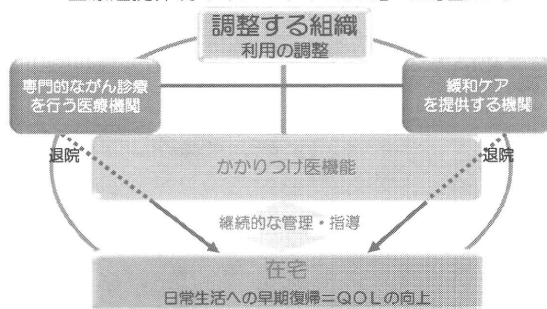 調整する組織
利用の調整
専門的ながん診療
を行う医療機関
緩和ケア
を提供する機関
退院
退院
かかりつけ医機能
継続的な管理・指導
在宅
日常生活への早期復帰=QOLの向上